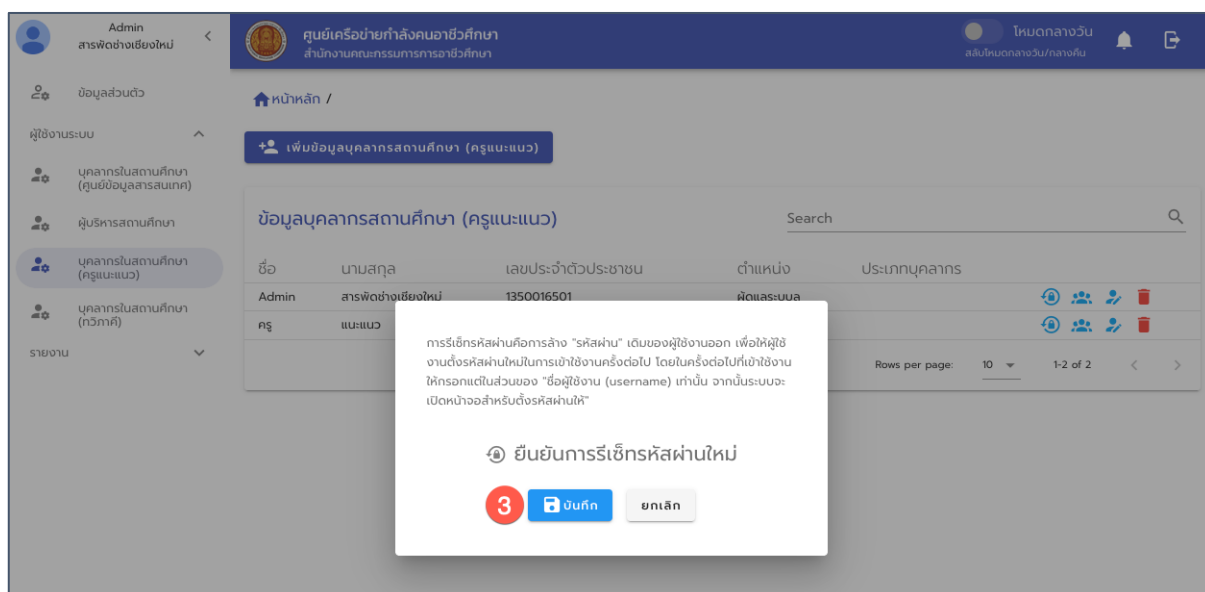 Admin
สารพัดช่างเชียงใหม่
ศูนย์เครือข่ายกำลังคนอาชีวศึกษา
สำนักงานคณะกรรมการการอาชีวศึกษา
โหมดกลางวัน
สลับโหมดกลางวัน/กลางคืน
ข้อมูลส่วนตัว
ผู้ใช้งานระบบ
บุคลากรในสถานศึกษา
(ศูนย์ข้อมูลสารสนเทศ)
ผู้บริหารสถานศึกษา
บุคลากรในสถานศึกษา
(ครูแนะแนว)
บุคลากรในสถานศึกษา
(ทวิภาคี)
รายงาน
หน้าหลัก /
เพิ่มข้อมูลบุคลากรสถานศึกษา (ครูแนะแนว)
ข้อมูลบุคลากรสถานศึกษา (ครูแนะแนว)
Search
ชื่อ นามสกุล เลขประจำตัวประชาชน ตำแหน่ง ประเภทบุคลากร
Admin สารพัดช่างเชียงใหม่ 1350016501 ผู้ดูแลระบบ
ครู แนะแนว
Rows per page: 10 1-2 of 2
การรีเซ็ทรหัสผ่านคือการล้าง "รหัสผ่าน" เดิมของผู้ใช้งานออก เพื่อให้ผู้ใช้
งานตั้งรหัสผ่านใหม่ในการเข้าใช้งานครั้งต่อไป โดยในครั้งต่อไปที่เข้าใช้งาน
ให้กรอกแต่ในส่วนของ "ชื่อผู้ใช้งาน (username) เท่านั้น จากนั้นระบบจะ
เปิดหน้าจอสำหรับตั้งรหัสผ่านให้"
ยืนยันการรีเซ็ทรหัสผ่านใหม่
3 บันทึก ยกเลิก